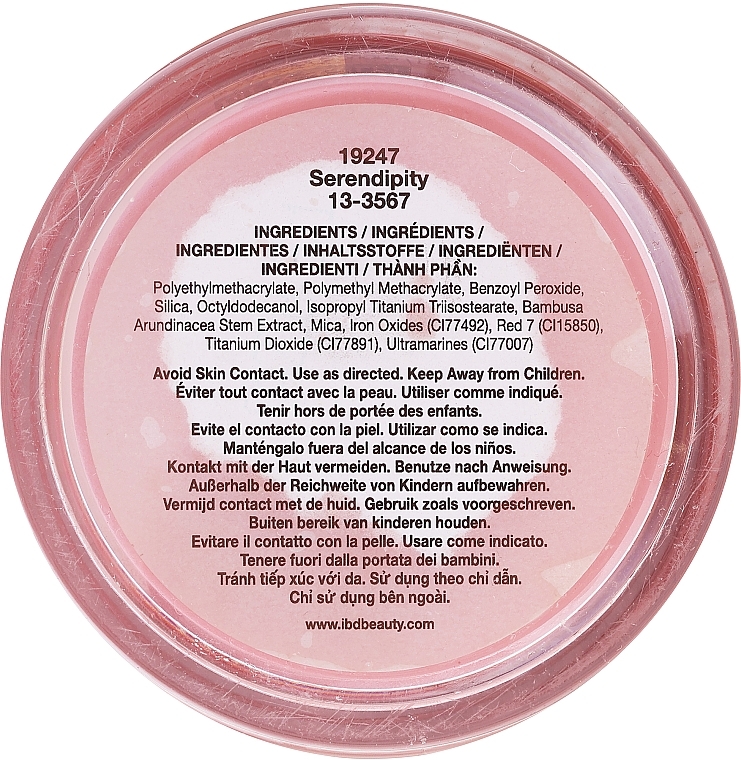 19247
Serendipity
13-3567
INGREDIENTS / INGRÉDIENTS /
INGREDIENTES / INHALTSSTOFFE / INGREDIËNTEN /
INGREDIENTI / THÀNH PHẦN:
Polyethylmethacrylate, Polymethyl Methacrylate, Benzoyl Peroxide,
Silica, Octyldodecanol, Isopropyl Titanium Triisostearate, Bambusa
Arundinacea Stem Extract, Mica, Iron Oxides (CI77492), Red 7 (CI15850),
Titanium Dioxide (CI77891), Ultramarines (CI77007)
Avoid Skin Contact. Use as directed. Keep Away from Children.
Éviter tout contact avec la peau. Utiliser comme indiqué.
Tenir hors de portée des enfants.
Evite el contacto con la piel. Utilizar como se indica.
Manténgalo fuera del alcance de los niños.
Kontakt mit der Haut vermeiden. Benutze nach Anweisung.
Außerhalb der Reichweite von Kindern aufbewahren.
Vermijd contact met de huid. Gebruik zoals voorgeschreven.
Buiten bereik van kinderen houden.
Evitare il contatto con la pelle. Usare come indicato.
Tenere fuori dalla portata dei bambini.
Tránh tiếp xúc với da. Sử dụng theo chỉ dẫn.
Chỉ sử dụng bên ngoài.
www.ibdbeauty.com